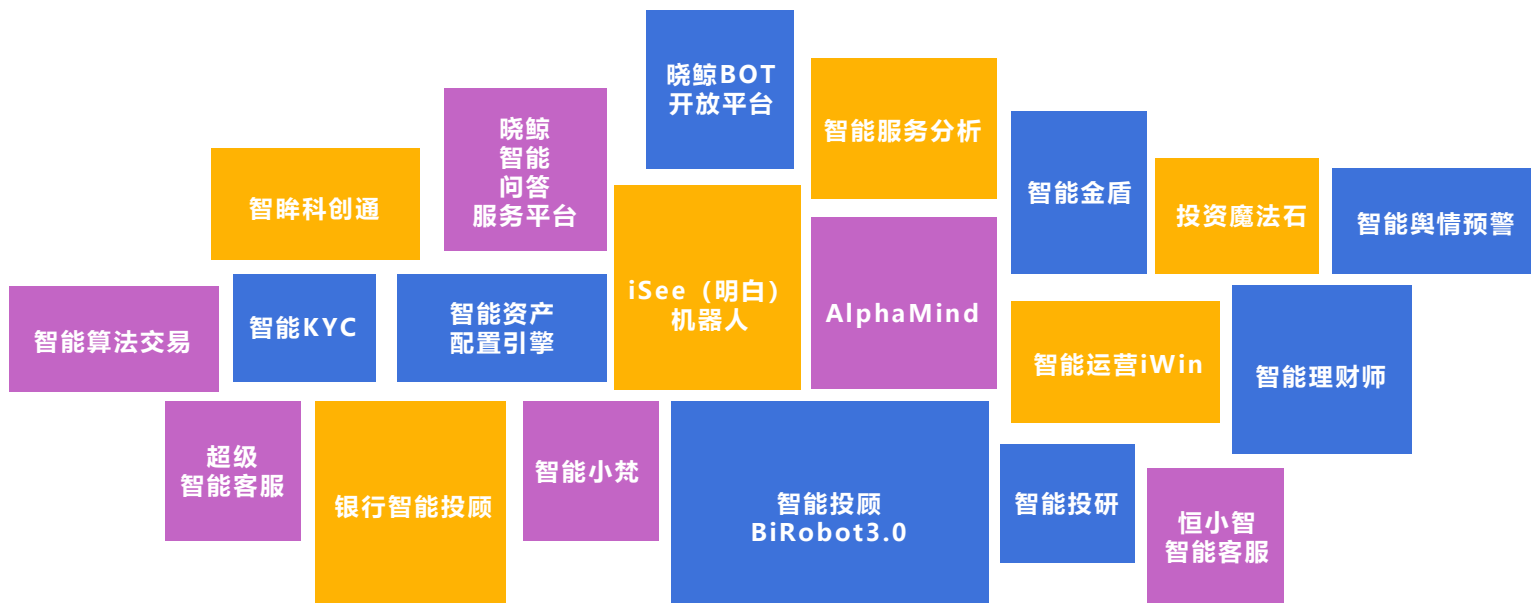 晓鲸BOT
开放平台
智能服务分析
晓鲸
智能
问答
服务平台
智能金盾
智眸科创通
投资魔法石
智能舆情预警
iSee（明白）
机器人
AlphaMind
智能KYC
智能资产
配置引擎
智能算法交易
智能运营iWin
智能理财师
超级
智能客服
银行智能投顾
智能小梵
智能投顾
BiRobot3.0
智能投研
恒小智
智能客服